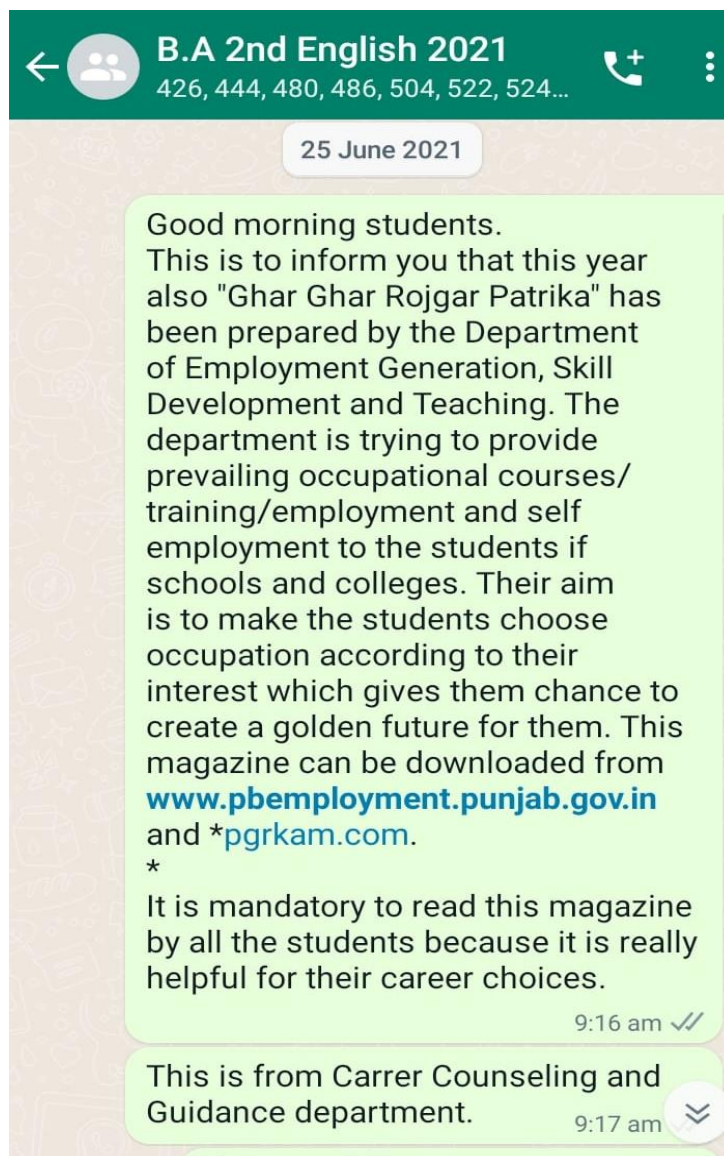 B.A 2nd English 2021
426, 444, 480, 486, 504, 522, 524...
25 June 2021
Good morning students.
This is to inform you that this year
also "Ghar Ghar Rojgar Patrika" has
been prepared by the Department
of Employment Generation, Skill
Development and Teaching. The
department is trying to provide
prevailing occupational courses/
training/employment and self
employment to the students if
schools and colleges. Their aim
is to make the students choose
occupation according to their
interest which gives them chance to
create a golden future for them. This
magazine can be downloaded from
www.pbemployment.punjab.gov.in
and *pgrkam.com.
*
It is mandatory to read this magazine
by all the students because it is really
helpful for their career choices.
9:16 am
This is from Carrer Counseling and
Guidance department.
9:17 am